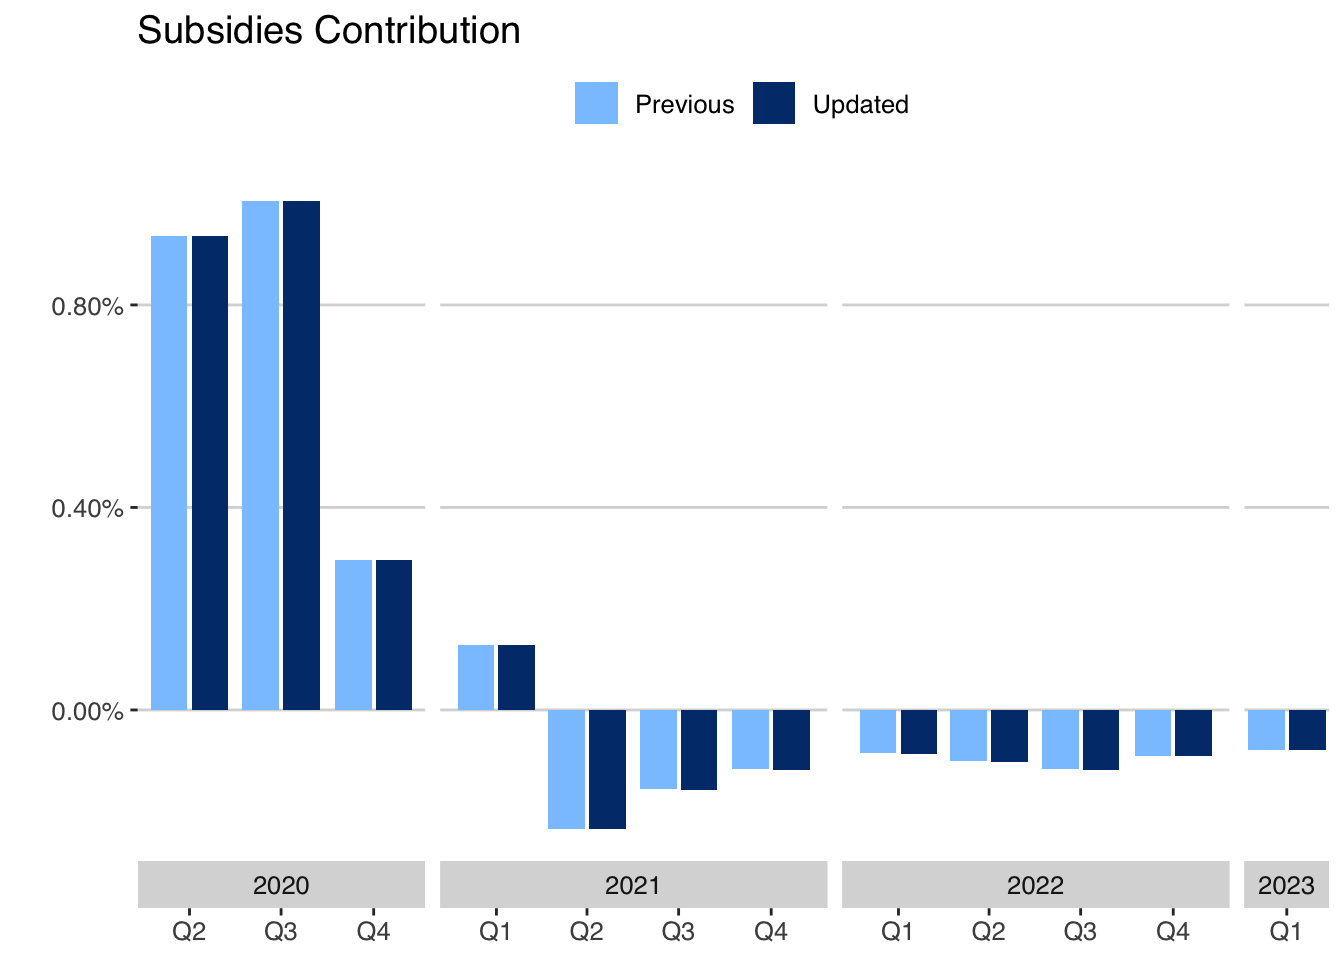 Subsidies Contribution
Previous Updated
0.80%
0.40%
0.00%
2020 2021 2022 2023
Q2 Q3 Q4 Q1 Q2 Q3 Q4 Q1 Q2 Q3 Q4 Q1